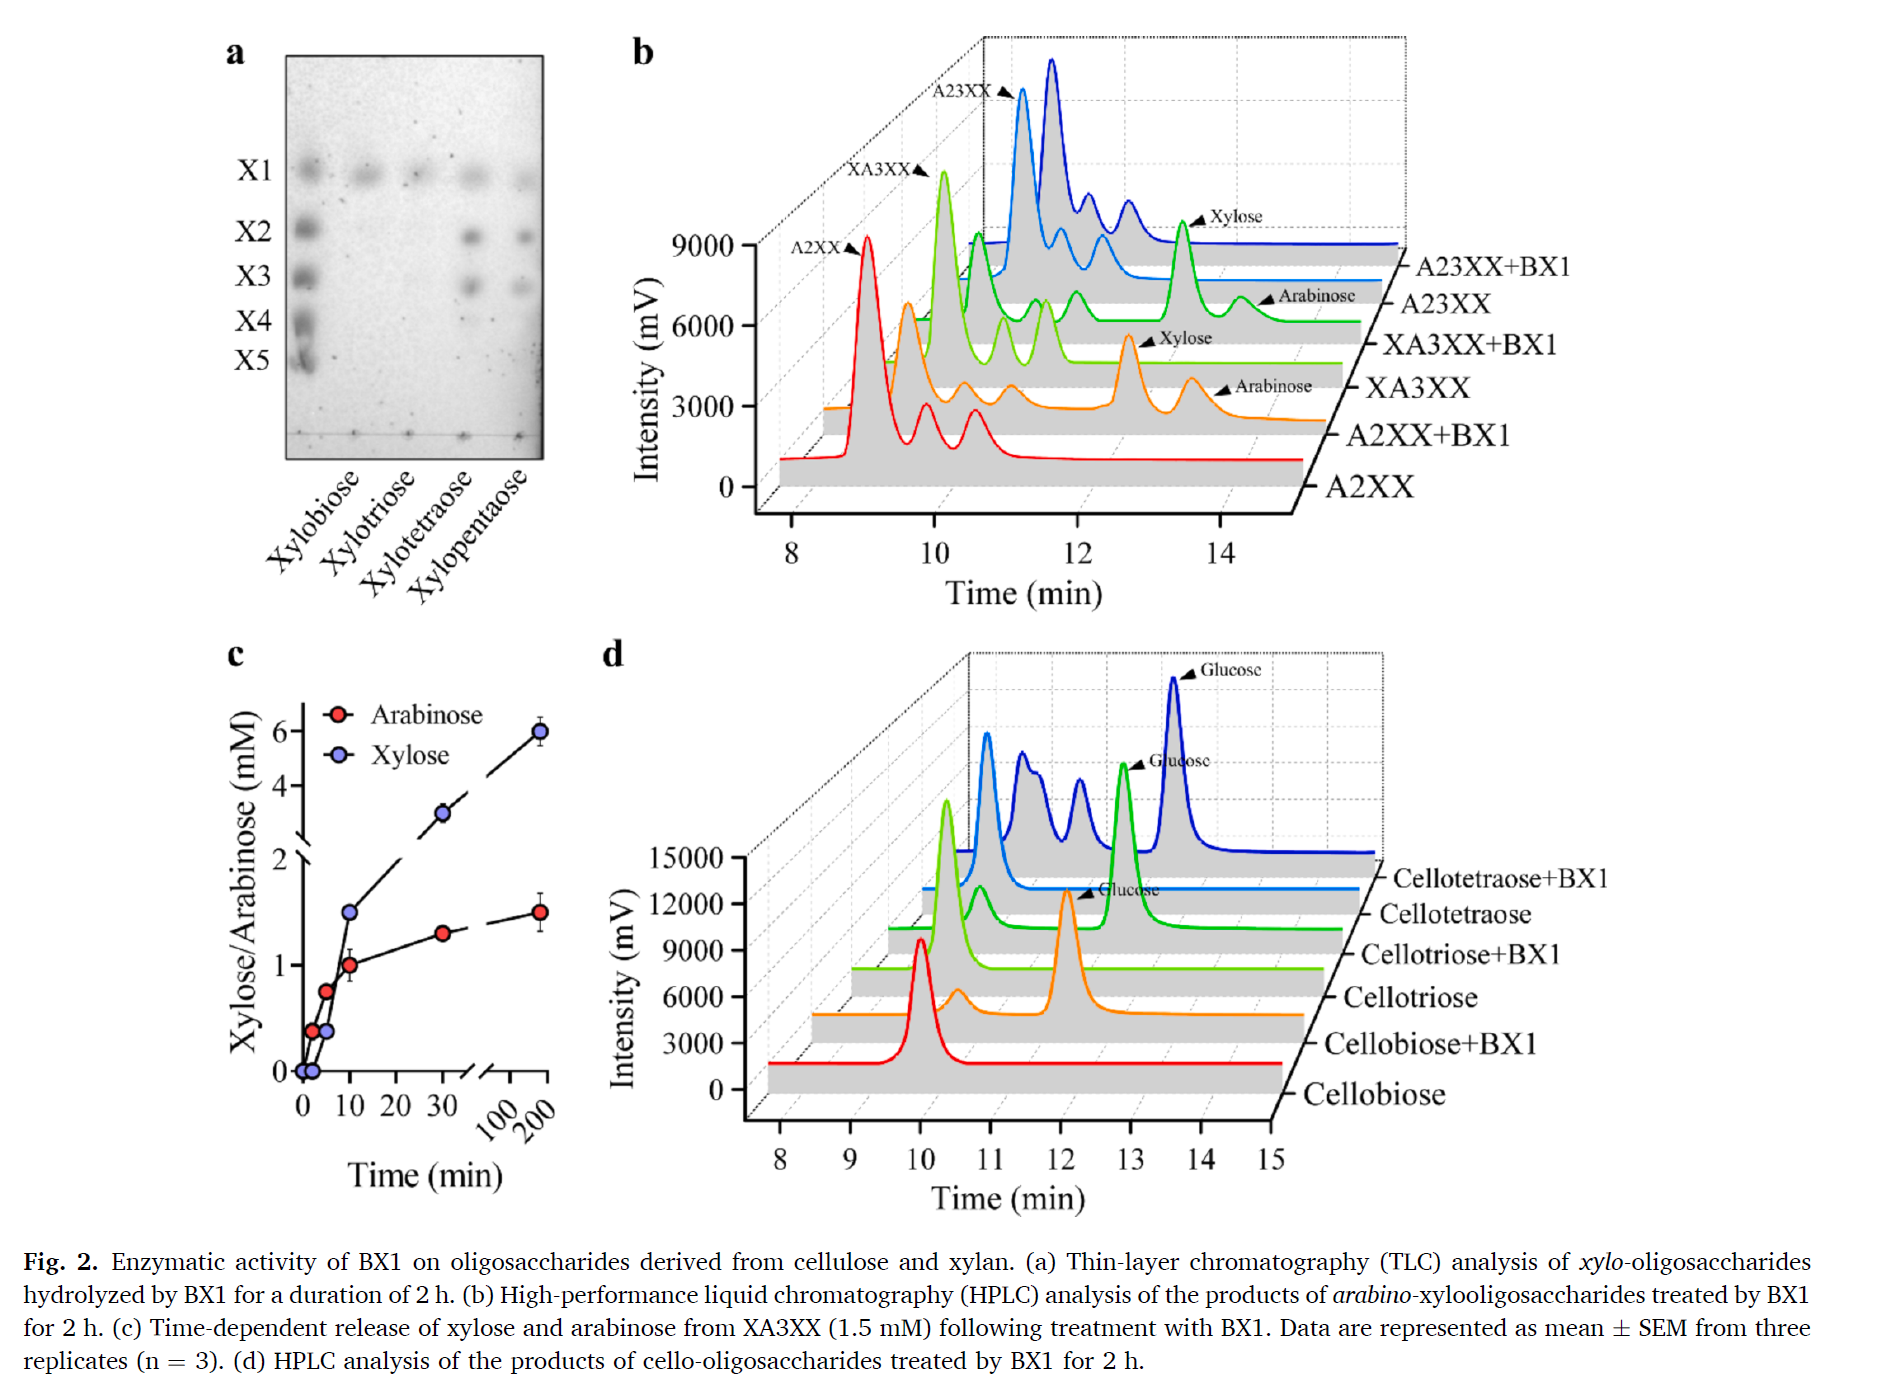 a
X1
X2
X3
X4
X5
Xylobiose
Xylotriose
Xylotetraose
Xylopentaose
b
A23XX
XA3XX
A2XX
Xylose
Arabinose
Xylose
Arabinose
9000
6000
3000
0
Intensity (mV)
8 10 12 14
Time (min)
A23XX+BX1
A23XX
XA3XX+BX1
XA3XX
A2XX+BX1
A2XX
c
Arabinose
Xylose
6
4
2
1
0
Xylose/Arabinose (mM)
0 10 20 30 100 200
Time (min)
d
Glucose
Glucose
Glucose
15000
12000
9000
6000
3000
0
Intensity (mV)
8 9 10 11 12 13 14 15
Time (min)
Cellotetraose+BX1
Cellotetraose
Cellotriose+BX1
Cellotriose
Cellobiose+BX1
Cellobiose
Fig. 2. Enzymatic activity of BX1 on oligosaccharides derived from cellulose and xylan. (a) Thin-layer chromatography (TLC) analysis of xylo-oligosaccharides
hydrolyzed by BX1 for a duration of 2 h. (b) High-performance liquid chromatography (HPLC) analysis of the products of arabino-xylooligosaccharides treated by BX1
for 2 h. (c) Time-dependent release of xylose and arabinose from XA3XX (1.5 mM) following treatment with BX1. Data are represented as mean ± SEM from three
replicates (n = 3). (d) HPLC analysis of the products of cello-oligosaccharides treated by BX1 for 2 h.